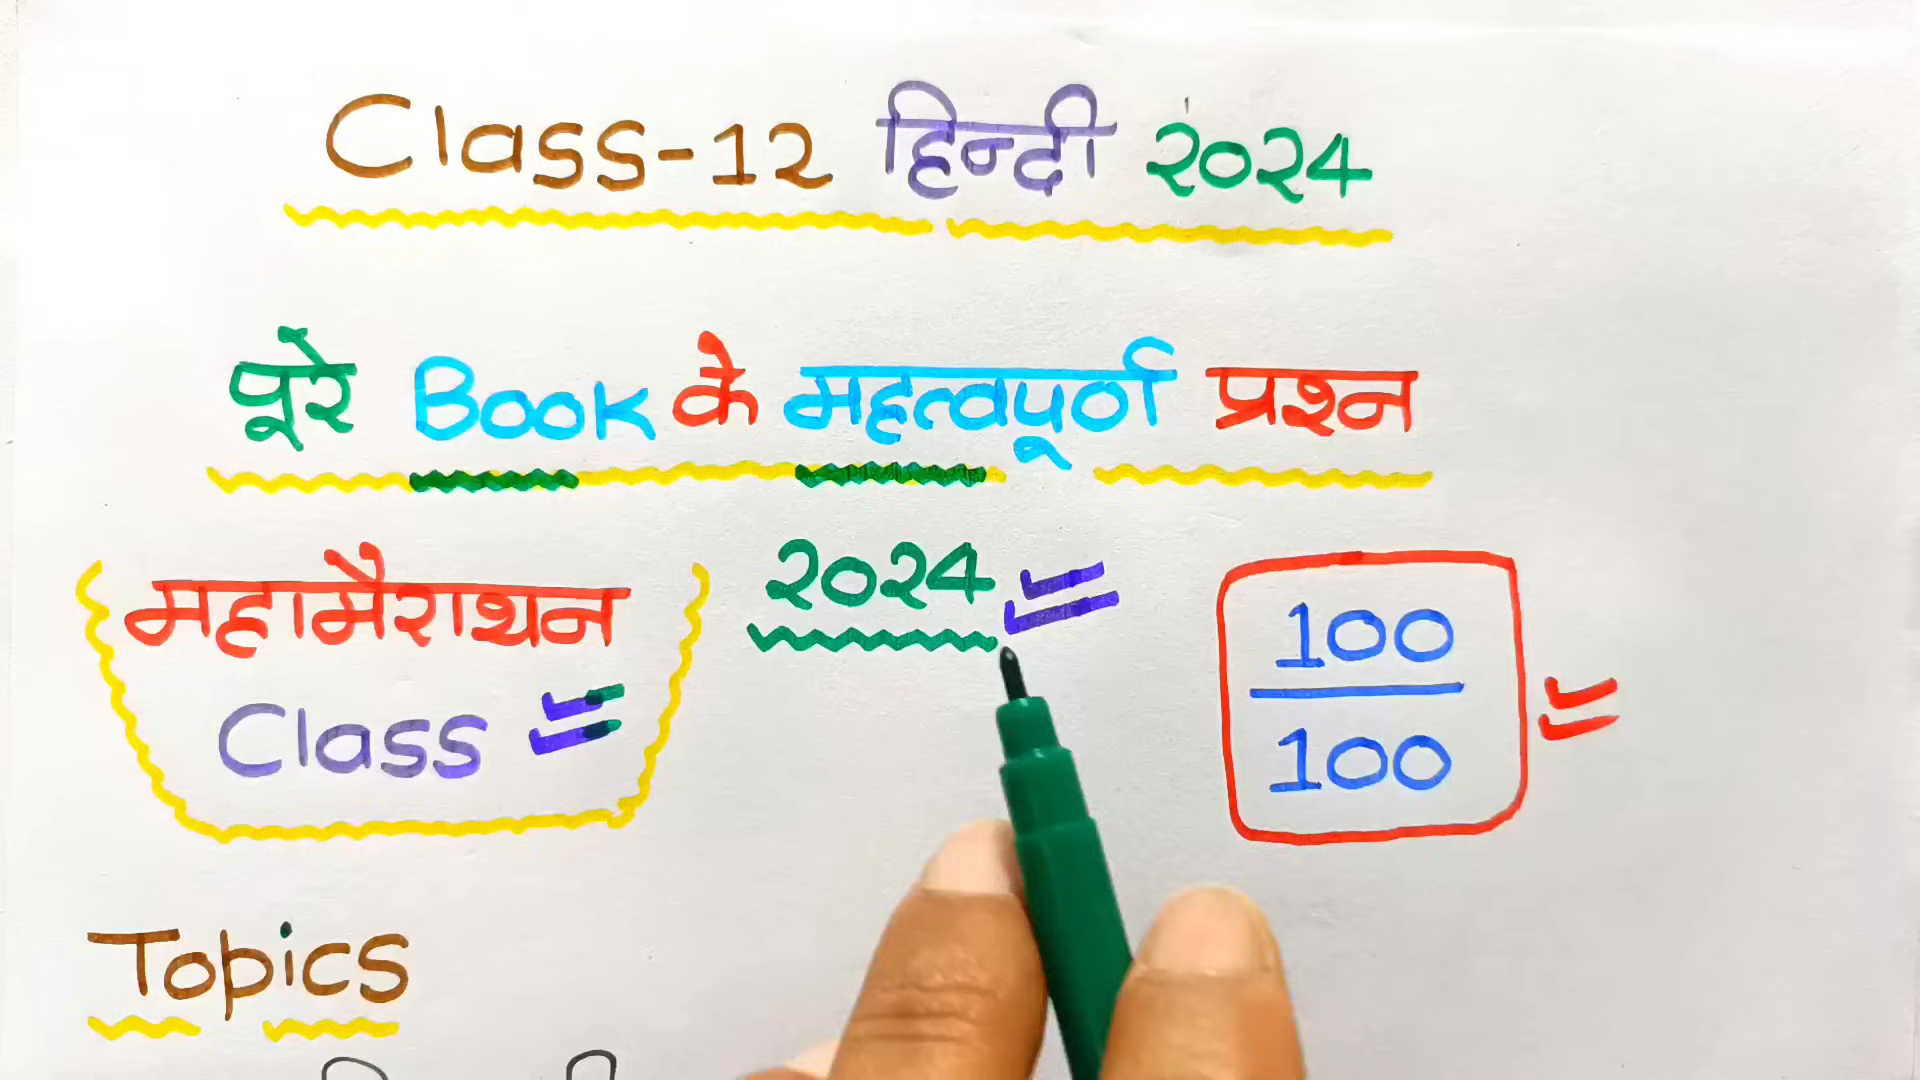 Class-12 हिन्दी 2024
पूरे Book के महत्वपूर्ण प्रश्न
महामैराथन
Class
2024
100
100
Topics